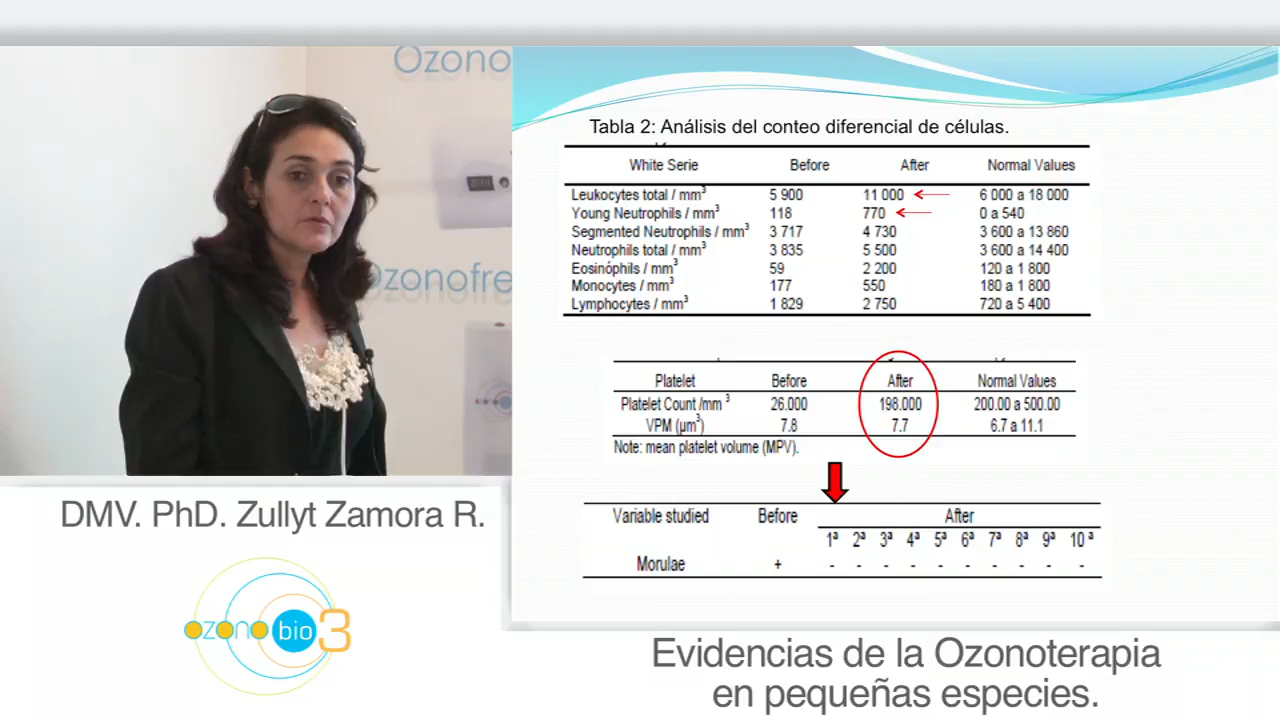 Ozono
Ozonofre
Tabla 2: Análisis del conteo diferencial de células.
White Serie Before After Normal Values
Leukocytes total / mm³ 5 900 11 000 6 000 a 18 000
Young Neutrophils / mm³ 118 770 0 a 540
Segmented Neutrophils / mm³ 3 717 4 730 3 600 a 13 860
Neutrophils total / mm³ 3 835 5 500 3 600 a 14 400
Eosinóphils / mm³ 59 2 200 120 a 1 800
Monocytes / mm³ 177 550 180 a 1 800
Lymphocytes / mm³ 1 829 2 750 720 a 5 400
Platelet Before After Normal Values
Platelet Count /mm ³ 26.000 198.000 200.00 a 500.00
VPM (µm³) 7.8 7.7 6.7 a 11.1
Note: mean platelet volume (MPV).
Variable studied Before After
1ª 2ª 3ª 4ª 5ª 6ª 7ª 8ª 9ª 10 ª
Morulae + - - - - - - - - - -
DMV. PhD. Zullyt Zamora R.
ozono bio 3
Evidencias de la Ozonoterapia
en pequeñas especies.